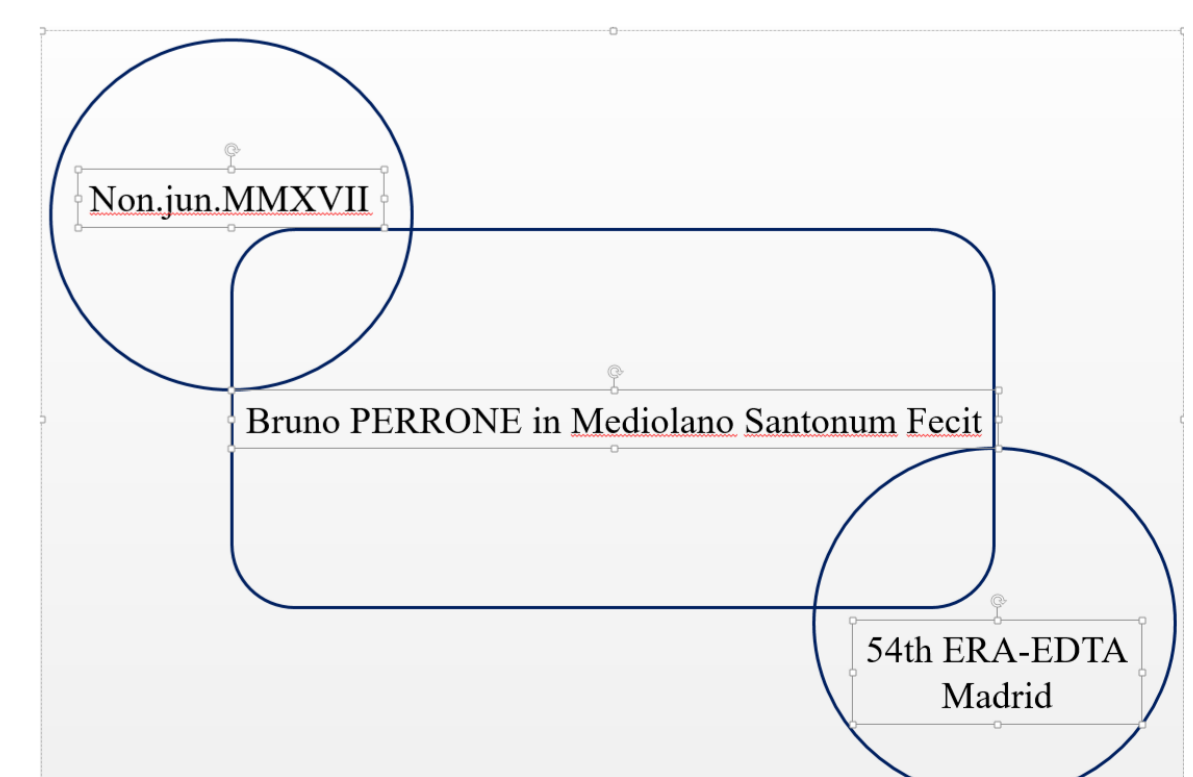 Non.jun.MMXVII
Bruno PERRONE in Mediolano Santonum Fecit
54th ERA-EDTA
Madrid